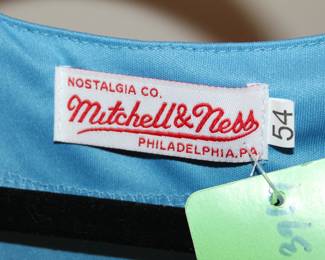 NOSTALGIA CO.
Mitchell & Ness
PHILADELPHIA. PA
54